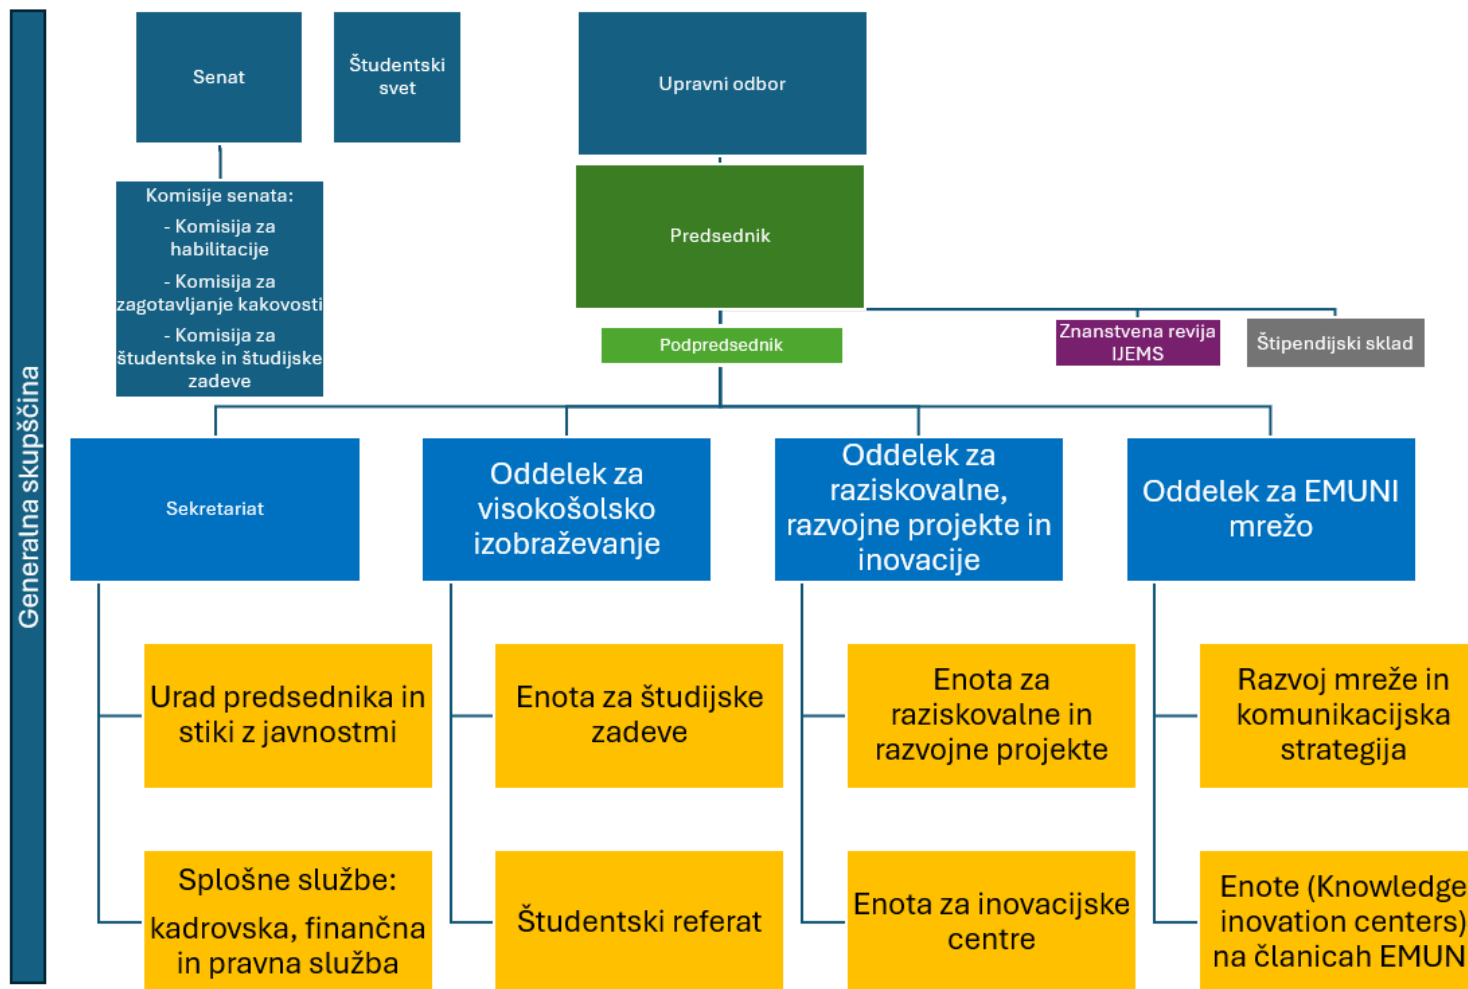 Generalna skupščina
Senat
Študentski
svet
Upravni odbor
Komisije senata:
- Komisija za
habilitacije
- Komisija za
zagotavljanje kakovosti
- Komisija za
študentske in študijske
zadeve
Predsednik
Podpredsednik
Znanstvena revija
IJEMS
Štipendijski sklad
Sekretariat
Oddelek za
visokošolsko
izobraževanje
Oddelek za
raziskovalne,
razvojne projekte in
inovacije
Oddelek za EMUNI
mrežo
Urad predsednika in
stiki z javnostmi
Enota za študijske
zadeve
Enota za
raziskovalne in
razvojne projekte
Razvoj mreže in
komunikacijska
strategija
Splošne službe:
kadrovska, finančna
in pravna služba
Študentski referat
Enota za inovacijske
centre
Enote (Knowledge
inovation centers)
na članicah EMUN